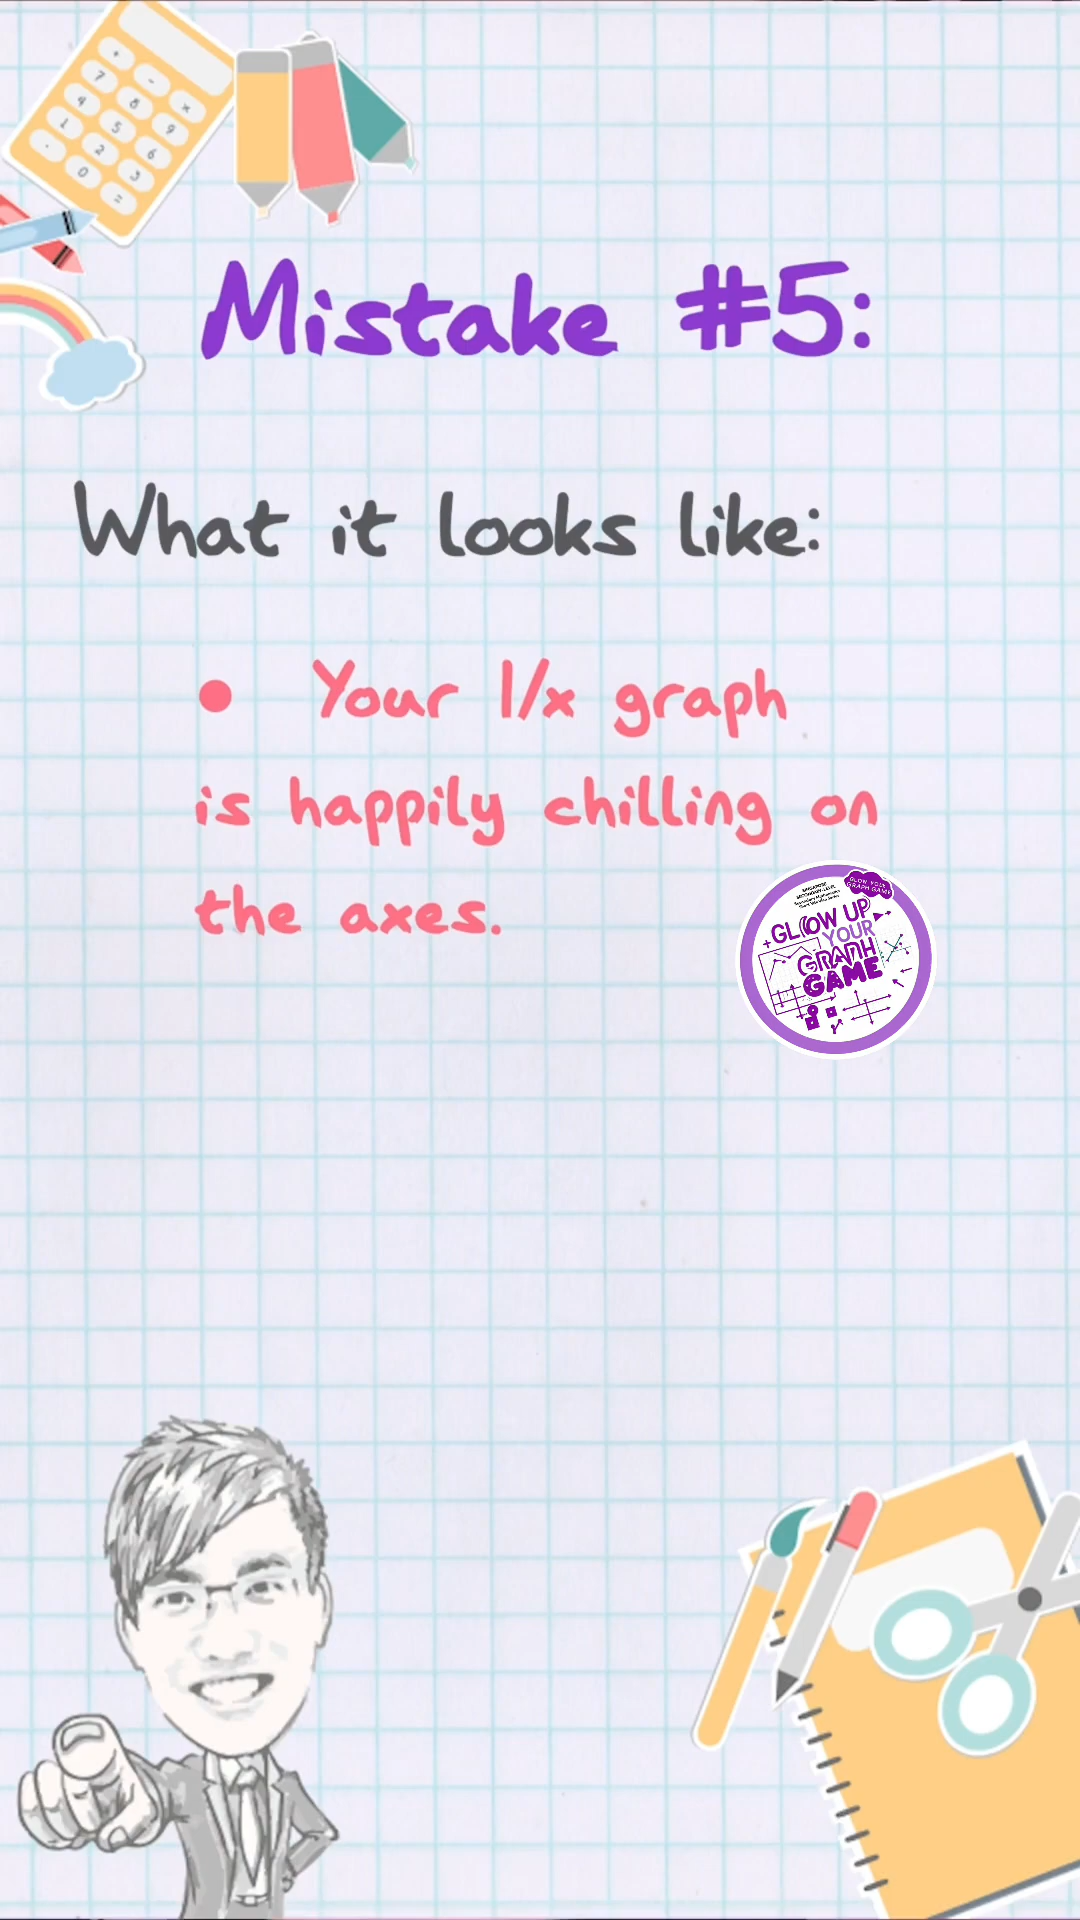 Mistake #5:
What it looks like:
• Your 1/x graph
is happily chilling on
the axes.
GLOW UP
YOUR
GRAPH
GAME